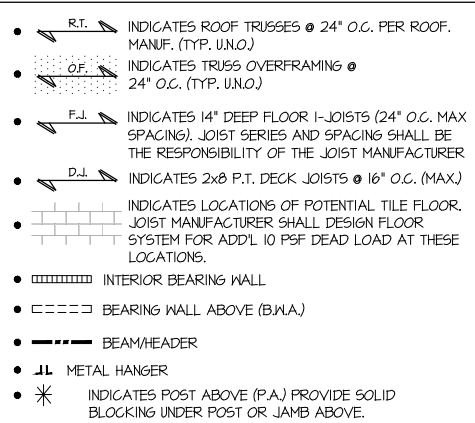 R.T. INDICATES ROOF TRUSSES @ 24" O.C. PER ROOF.
MANUF. (TYP. U.N.O.)
O.F. INDICATES TRUSS OVERFRAMING @
24" O.C. (TYP. U.N.O.)
F.J. INDICATES 14" DEEP FLOOR I-JOISTS (24" O.C. MAX
SPACING). JOIST SERIES AND SPACING SHALL BE
THE RESPONSIBILITY OF THE JOIST MANUFACTURER
D.J. INDICATES 2x8 P.T. DECK JOISTS @ 16" O.C. (MAX.)
INDICATES LOCATIONS OF POTENTIAL TILE FLOOR.
JOIST MANUFACTURER SHALL DESIGN FLOOR
SYSTEM FOR ADD'L 10 PSF DEAD LOAD AT THESE
LOCATIONS.
INTERIOR BEARING WALL
BEARING WALL ABOVE (B.W.A.)
BEAM/HEADER
METAL HANGER
INDICATES POST ABOVE (P.A.) PROVIDE SOLID
BLOCKING UNDER POST OR JAMB ABOVE.